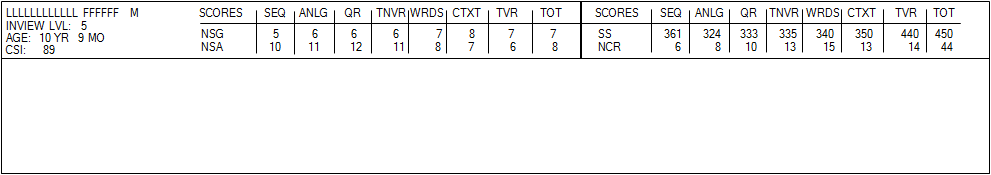 LLLLLLLLLLLL FFFFFF M
INVIEW LVL: 5
AGE: 10 YR 9 MO
CSI: 89
SCORES SEQ ANLG QR TNVR WRDS CTXT TVR TOT
NSG 5 6 6 6 7 8 7 7
NSA 10 11 12 11 8 7 6 8
SCORES SEQ ANLG QR TNVR WRDS CTXT TVR TOT
SS 361 324 333 335 340 350 440 450
NCR 6 8 10 13 15 13 14 44